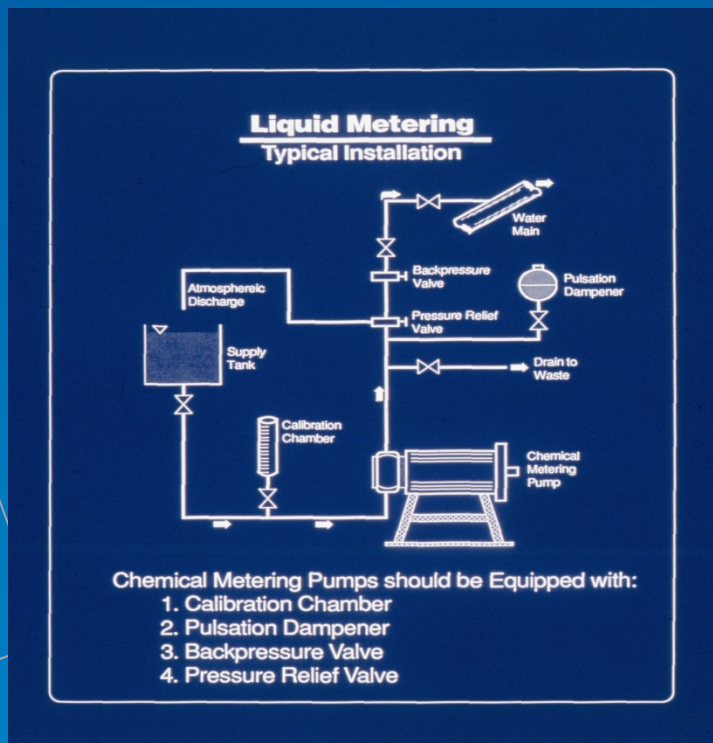 Liquid Metering
Typical Installation
Water
Main
Backpressure
Valve
Pulsation
Dampener
Atmosphereic
Discharge
Pressure Relief
Valve
Supply
Tank
Drain to
Waste
Calibration
Chamber
Chemical
Metering
Pump
Chemical Metering Pumps should be Equipped with:
1. Calibration Chamber
2. Pulsation Dampener
3. Backpressure Valve
4. Pressure Relief Valve